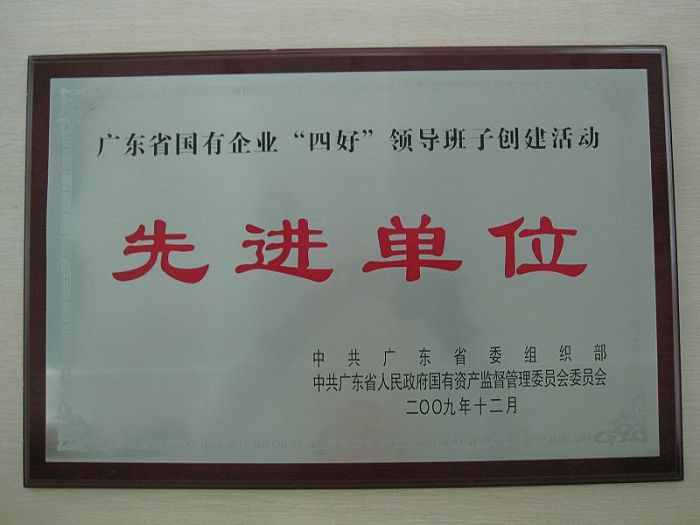 广东省国有企业“四好”领导班子创建活动
先进单位
中共广东省委组织部
中共广东省人民政府国有资产监督管理委员会委员会
二〇〇九年十二月